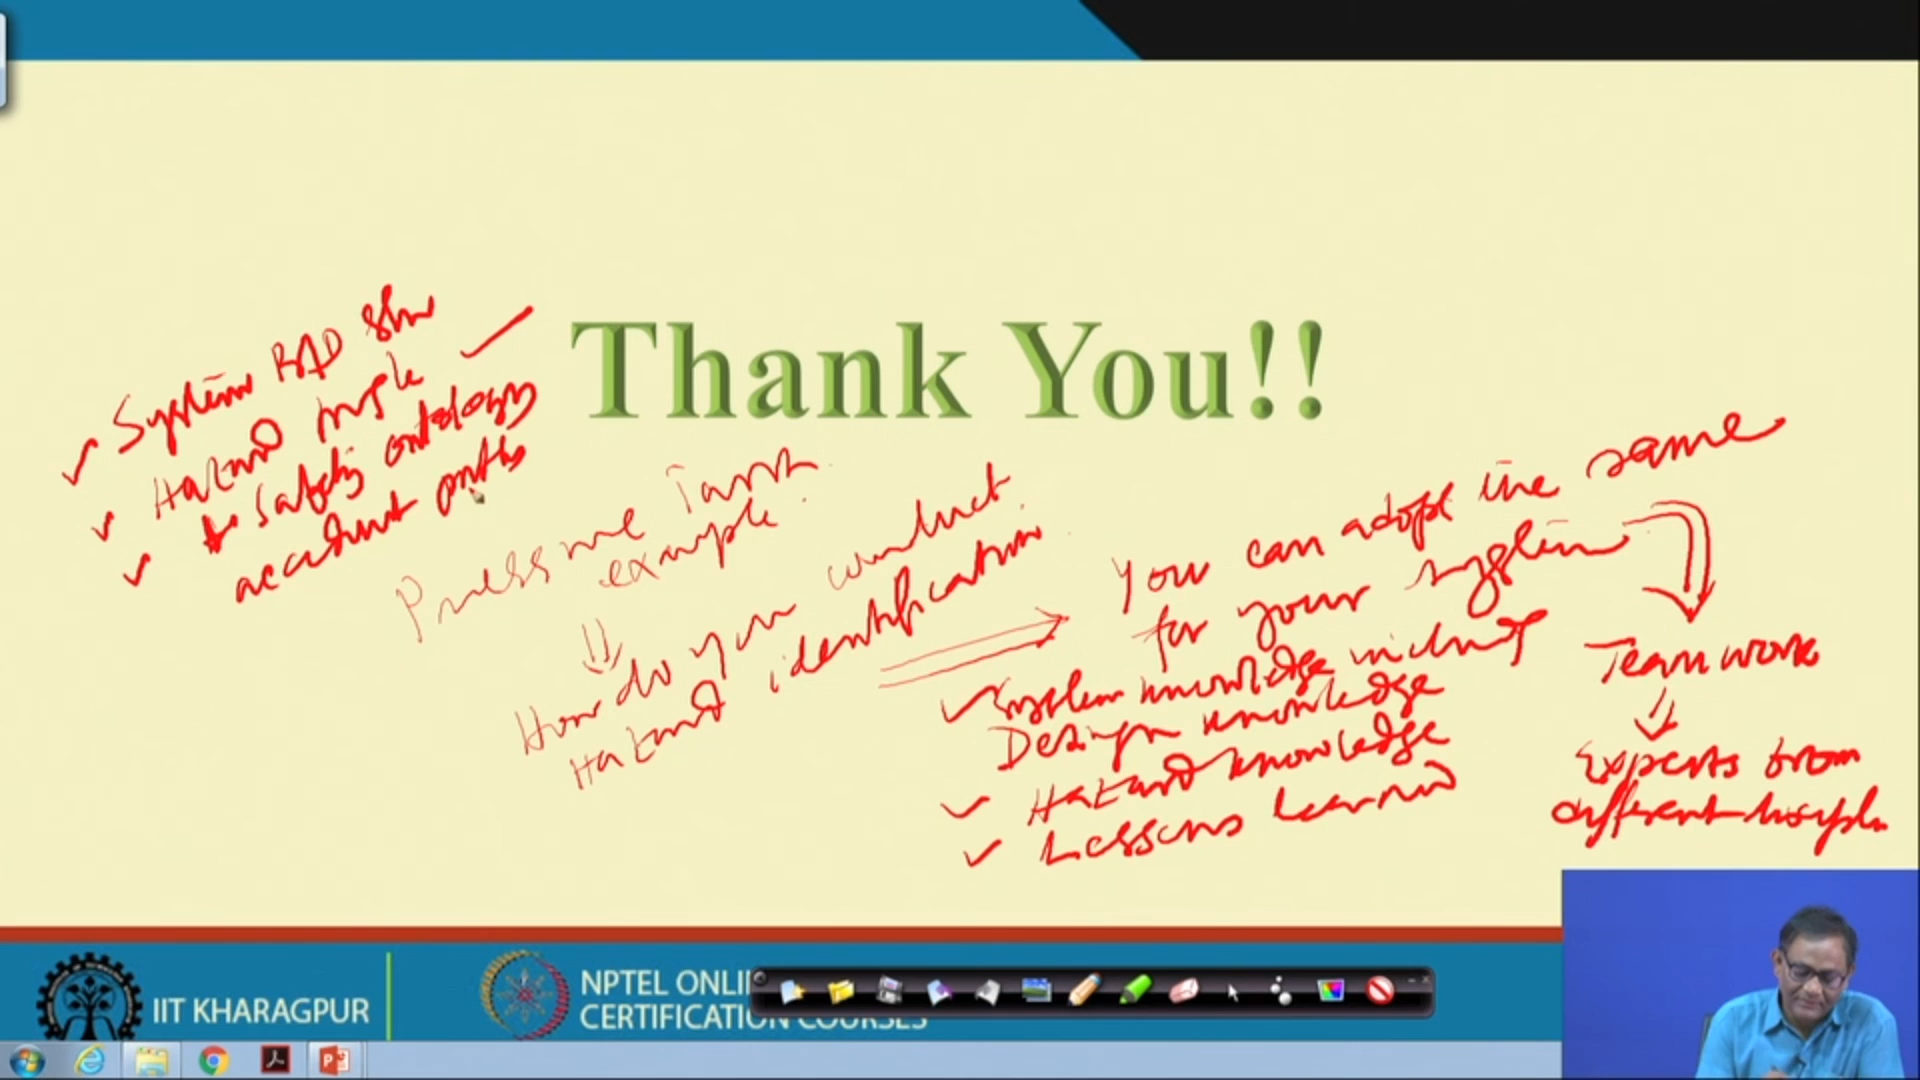 Thank You!!
System
Hazard
Safety ontology
accident paths
Pressure Tank
example
How do you conduct
Hazard identification
You can adopt the same
for your system
System knowledge includes
Design knowledge
Hazard knowledge
Lessons Learned
Team work
Experts from
different
IIT KHARAGPUR
NPTEL
CERTIFICATION COURSES